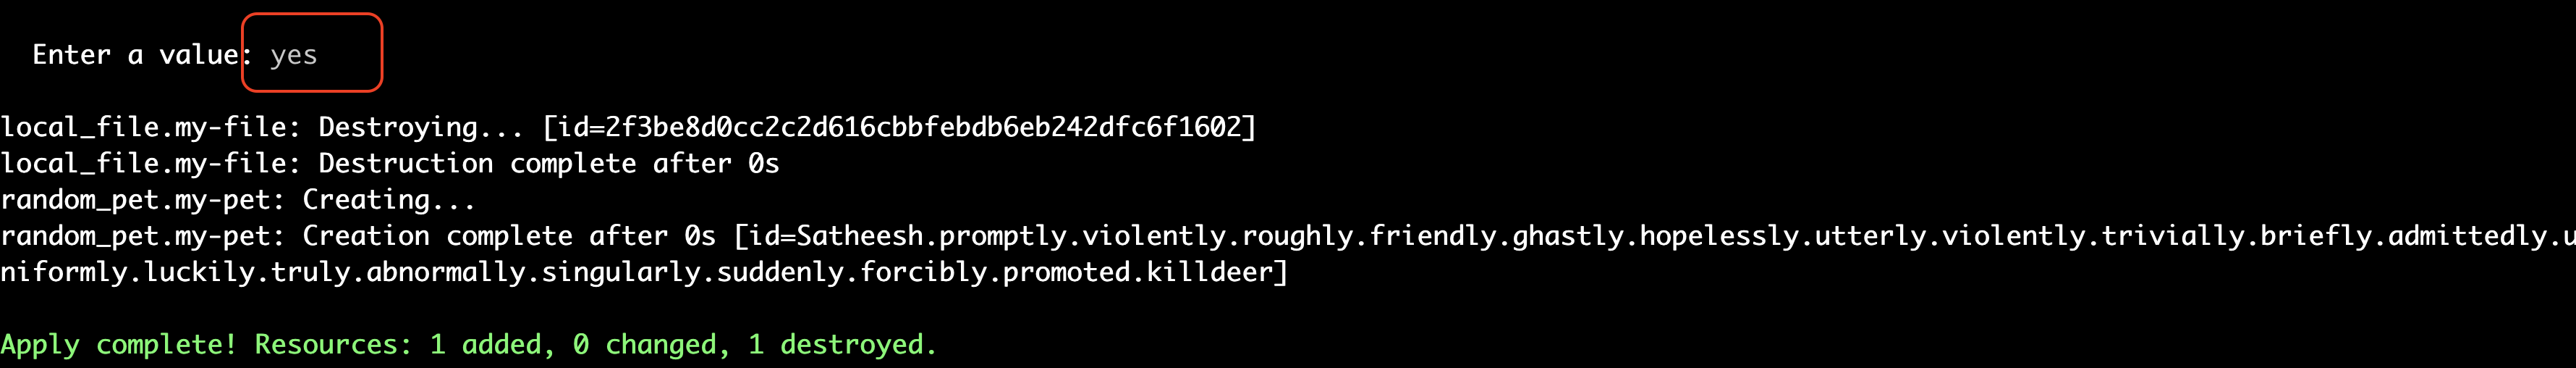 Enter a value: yes
local_file.my-file: Destroying... [id=2f3be8d0cc2c2d616cbbfebdb6eb242dfc6f1602]
local_file.my-file: Destruction complete after 0s
random_pet.my-pet: Creating...
random_pet.my-pet: Creation complete after 0s [id=Satheesh.promptly.violently.roughly.friendly.ghastly.hopelessly.utterly.violently.trivially.briefly.admittedly.u
niformly.luckily.truly.abnormally.singularly.suddenly.forcibly.promoted.killdeer]
Apply complete! Resources: 1 added, 0 changed, 1 destroyed.